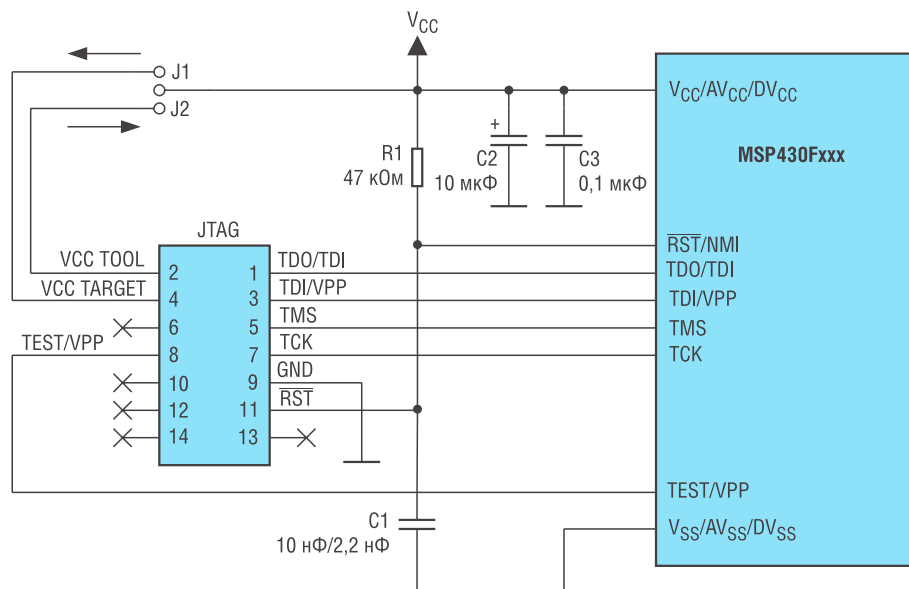 VCC
J1
J2
VCC/AVCC/DVCC
MSP430Fxxx
R1
47 кОм
+
C2
10 мкФ
C3
0,1 мкФ
JTAG
RST/NMI
VCC TOOL
2
1
TDO/TDI
TDO/TDI
VCC TARGET
4
3
TDI/VPP
TDI/VPP
6
5
TMS
TMS
TEST/VPP
8
7
TCK
TCK
10
9
GND
12
11
RST
14
13
TEST/VPP
C1
10 нФ/2,2 нФ
VSS/AVSS/DVSS